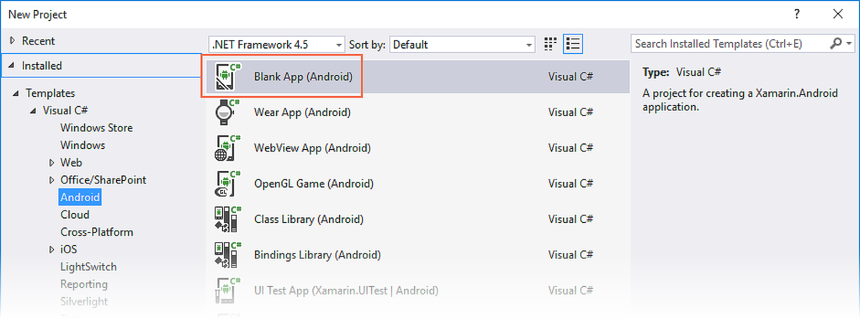 New Project
? ×
Recent
.NET Framework 4.5 Sort by: Default
Search Installed Templates (Ctrl+E)
Installed
Templates
Visual C#
Windows Store
Windows
Web
Office/SharePoint
Android
Cloud
Cross-Platform
iOS
LightSwitch
Reporting
Silverlight
C# Blank App (Android) Visual C#
C# Wear App (Android) Visual C#
C# WebView App (Android) Visual C#
C# GL OpenGL Game (Android) Visual C#
C# Class Library (Android) Visual C#
C# Bindings Library (Android) Visual C#
C# UI Test App (Xamarin.UITest | Android) Visual C#
Type: Visual C#
A project for creating a Xamarin.Android
application.